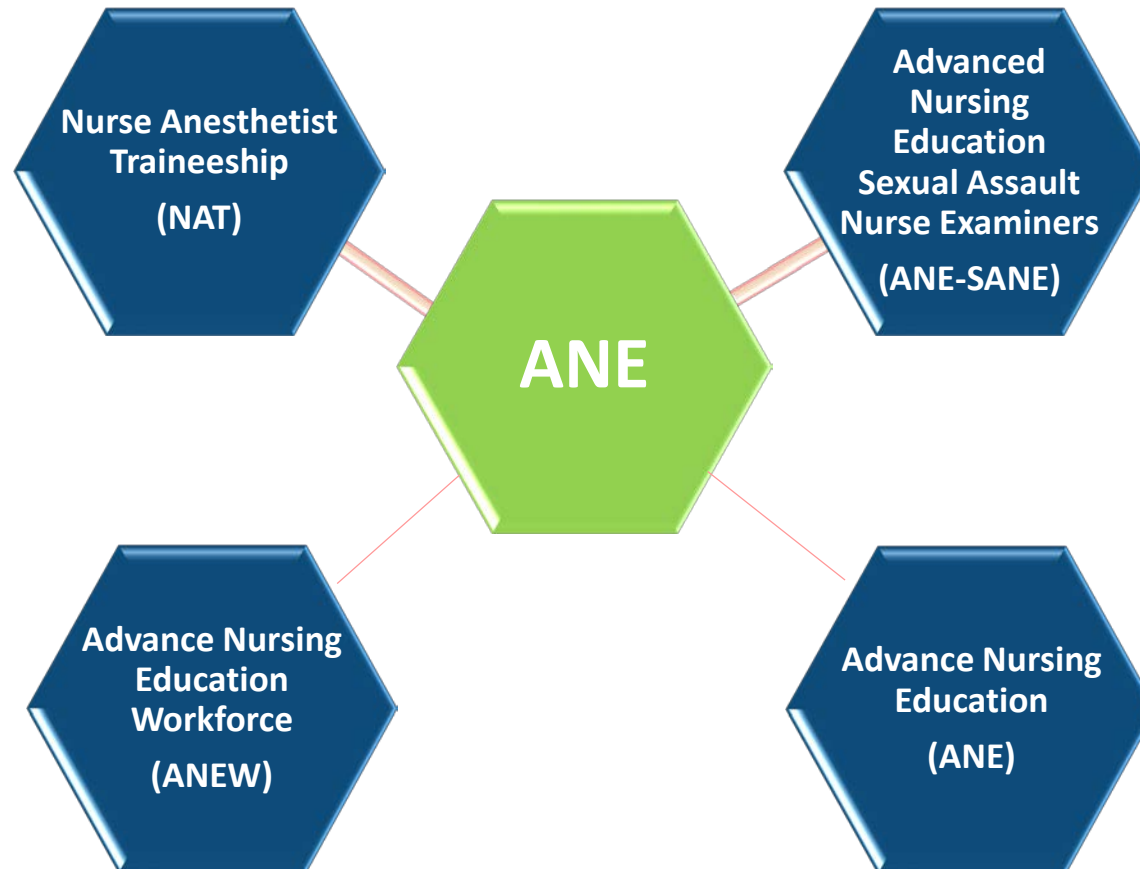 Nurse Anesthetist
Traineeship
(NAT)
Advanced
Nursing
Education
Sexual Assault
Nurse Examiners
(ANE-SANE)
ANE
Advance Nursing
Education
Workforce
(ANEW)
Advance Nursing
Education
(ANE)